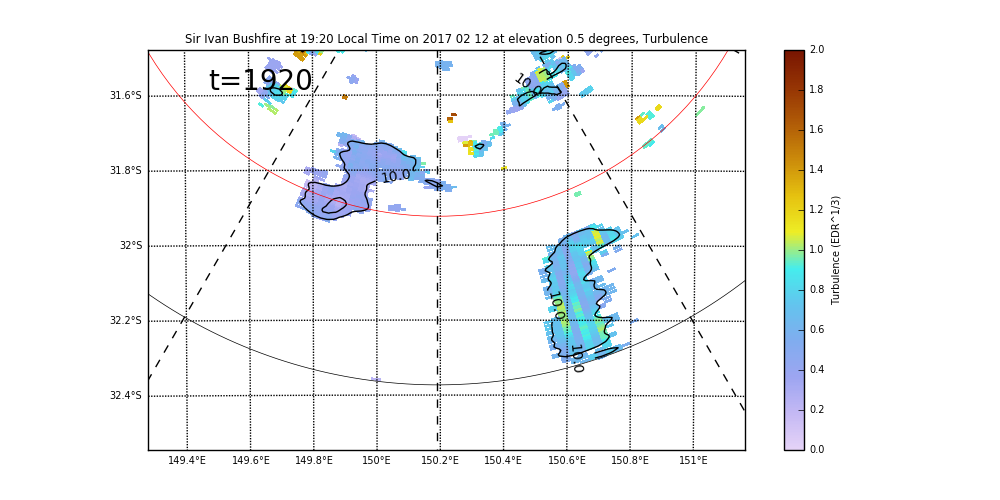 Sir Ivan Bushfire at 19:20 Local Time on 2017 02 12 at elevation 0.5 degrees, Turbulence
t=1920
10.0
10.0
10.0
10.0
31.6°S
31.8°S
32°S
32.2°S
32.4°S
149.4°E
149.6°E
149.8°E
150°E
150.2°E
150.4°E
150.6°E
150.8°E
151°E
2.0
1.8
1.6
1.4
1.2
1.0
0.8
0.6
0.4
0.2
0.0
Turbulence (EDR^1/3)